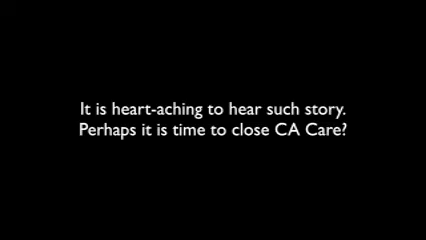 It is heart-aching to hear such story.
Perhaps it is time to close CA Care?